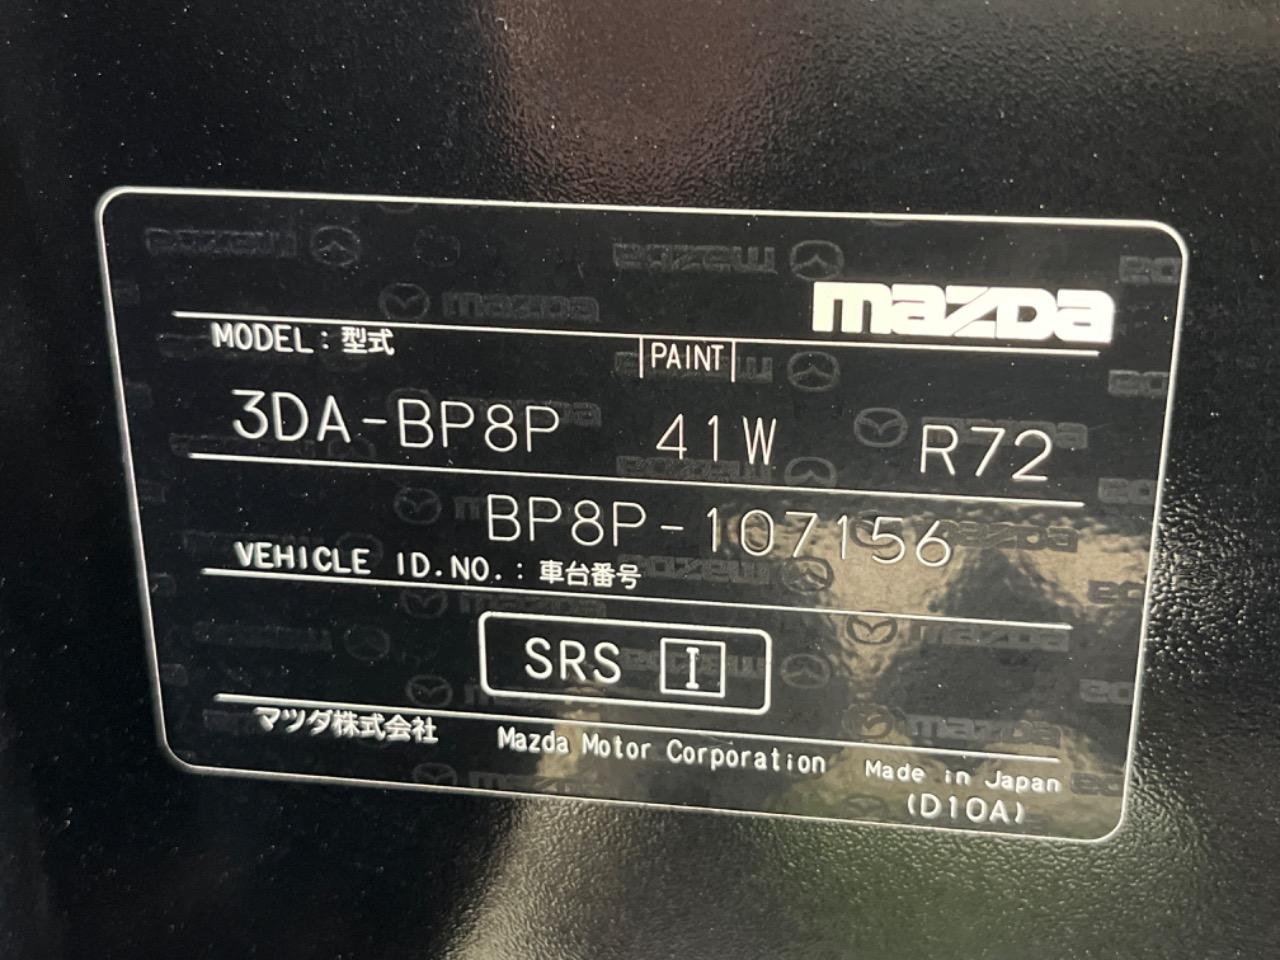 mazda
MODEL:型式 PAINT
3DA-BP8P 41W R72
BP8P-107156
VEHICLE ID.NO.:車台番号
SRS I
マツダ株式会社 Mazda Motor Corporation Made in Japan
(D10A)